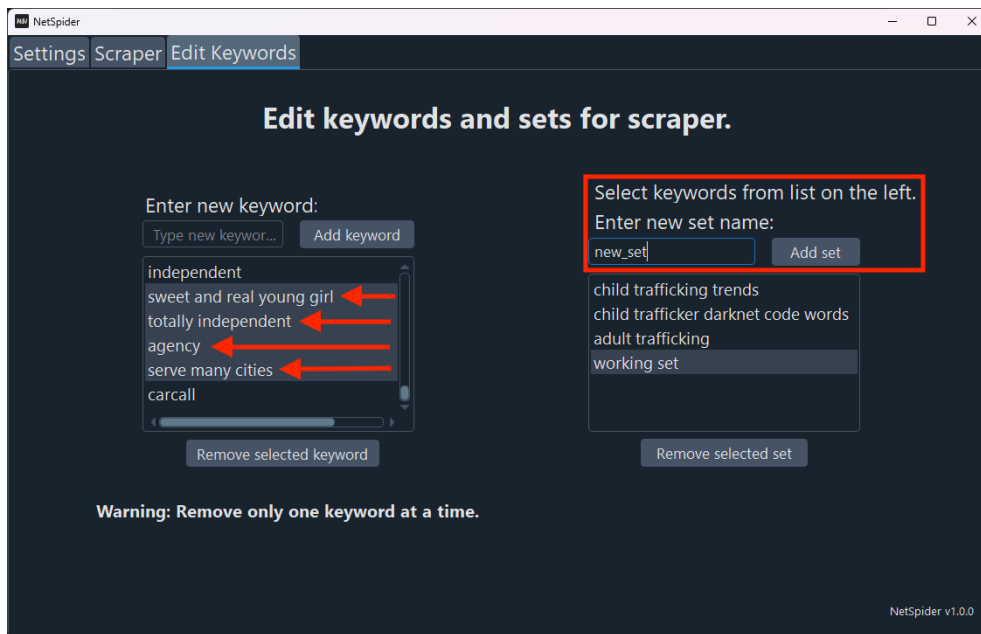 NetSpider
Settings Scraper Edit Keywords
Edit keywords and sets for scraper.
Enter new keyword:
Type new keywor... Add keyword
independent
sweet and real young girl
totally independent
agency
serve many cities
carcall
Remove selected keyword
Warning: Remove only one keyword at a time.
Select keywords from list on the left.
Enter new set name:
new_set Add set
child trafficking trends
child trafficker darknet code words
adult trafficking
working set
Remove selected set
NetSpider v1.0.0